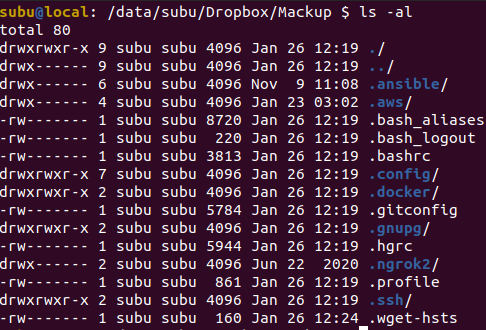 subu@local: /data/subu/Dropbox/Mackup $ ls -al
total 80
drwxrwxr-x 9 subu subu 4096 Jan 26 12:19 ./
drwx------ 9 subu subu 4096 Jan 26 12:19 ../
drwx------ 6 subu subu 4096 Nov  9 11:08 .ansible/
drwx------ 4 subu subu 4096 Jan 23 03:02 .aws/
-rw------- 1 subu subu 8720 Jan 26 12:19 .bash_aliases
-rw------- 1 subu subu  220 Jan 26 12:19 .bash_logout
-rw------- 1 subu subu 3813 Jan 26 12:19 .bashrc
drwxrwxr-x 7 subu subu 4096 Jan 26 12:19 .config/
drwxrwxr-x 2 subu subu 4096 Jan 26 12:19 .docker/
-rw------- 1 subu subu 5784 Jan 26 12:19 .gitconfig
drwxrwxr-x 2 subu subu 4096 Jan 26 12:19 .gnupg/
-rw------- 1 subu subu 5944 Jan 26 12:19 .hgrc
drwx------ 2 subu subu 4096 Jun 22  2020 .ngrok2/
-rw------- 1 subu subu  861 Jan 26 12:19 .profile
drwxrwxr-x 2 subu subu 4096 Jan 26 12:19 .ssh/
-rw------- 1 subu subu  160 Jan 26 12:24 .wget-hsts